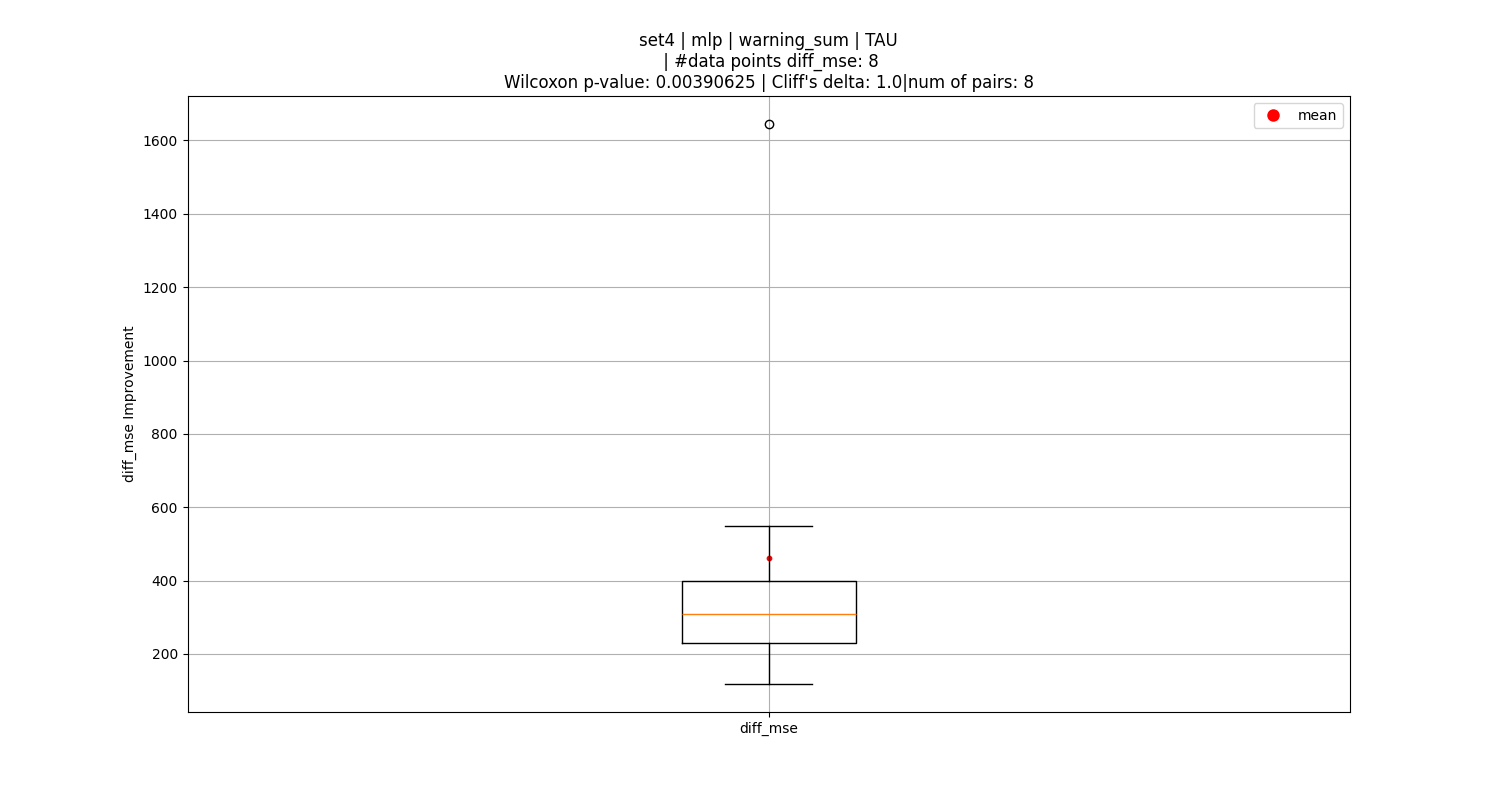 set4 | mlp | warning_sum | TAU
| #data points diff_mse: 8
Wilcoxon p-value: 0.00390625 | Cliff's delta: 1.0|num of pairs: 8
mean
1600
1400
1200
1000
800
600
400
200
diff_mse Improvement
diff_mse